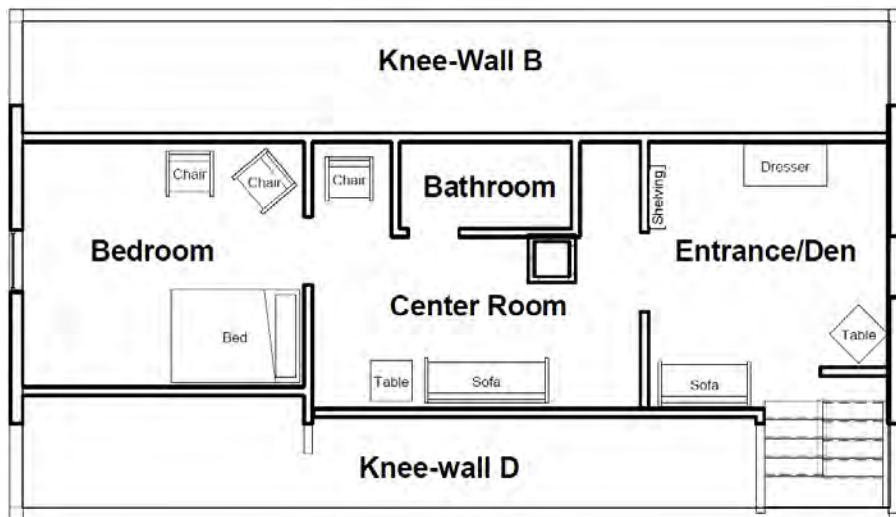 Knee-Wall B
Chair
Chair
Chair
Bathroom
Shelving
Dresser
Bedroom
Entrance/Den
Center Room
Bed
Table
Table
Sofa
Sofa
Knee-wall D